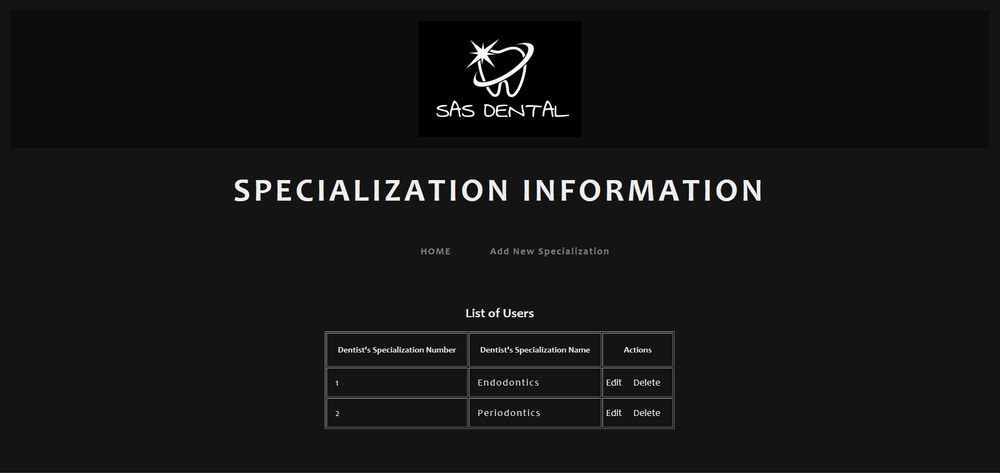 SAS DENTAL
SPECIALIZATION INFORMATION
HOME Add New Specialization
List of Users
Dentist's Specialization Number Dentist's Specialization Name Actions
1 Endodontics Edit Delete
2 Periodontics Edit Delete